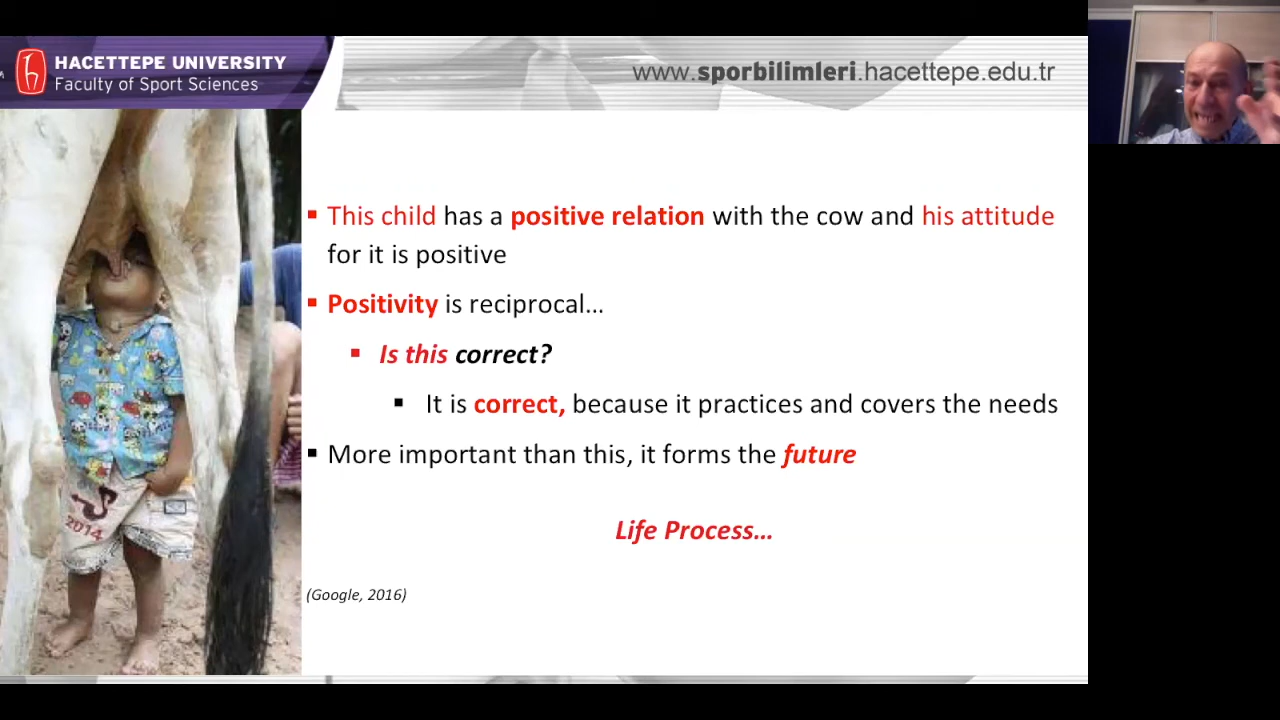 HACETTEPE UNIVERSITY
Faculty of Sport Sciences
www.sporbilimleri.hacettepe.edu.tr
This child has a positive relation with the cow and his attitude
for it is positive
Positivity is reciprocal...
Is this correct?
It is correct, because it practices and covers the needs
More important than this, it forms the future
Life Process...
(Google, 2016)
2014